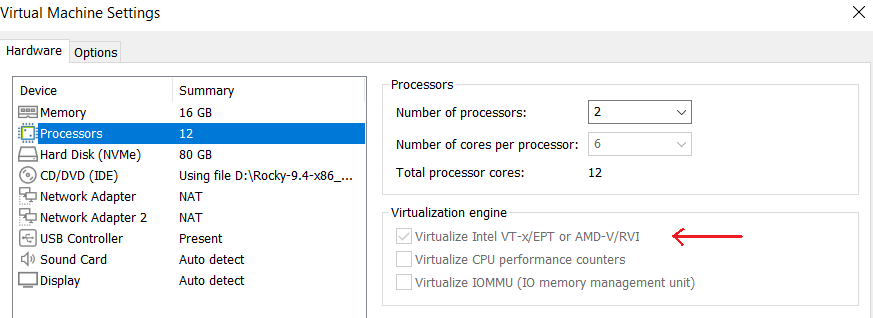 Virtual Machine Settings
Hardware Options
Device Summary
Memory 16 GB
Processors 12
Hard Disk (NVMe) 80 GB
CD/DVD (IDE) Using file D:\Rocky-9.4-x86_...
Network Adapter NAT
Network Adapter 2 NAT
USB Controller Present
Sound Card Auto detect
Display Auto detect
Processors
Number of processors: 2
Number of cores per processor: 6
Total processor cores: 12
Virtualization engine
Virtualize Intel VT-x/EPT or AMD-V/RVI
Virtualize CPU performance counters
Virtualize IOMMU (IO memory management unit)